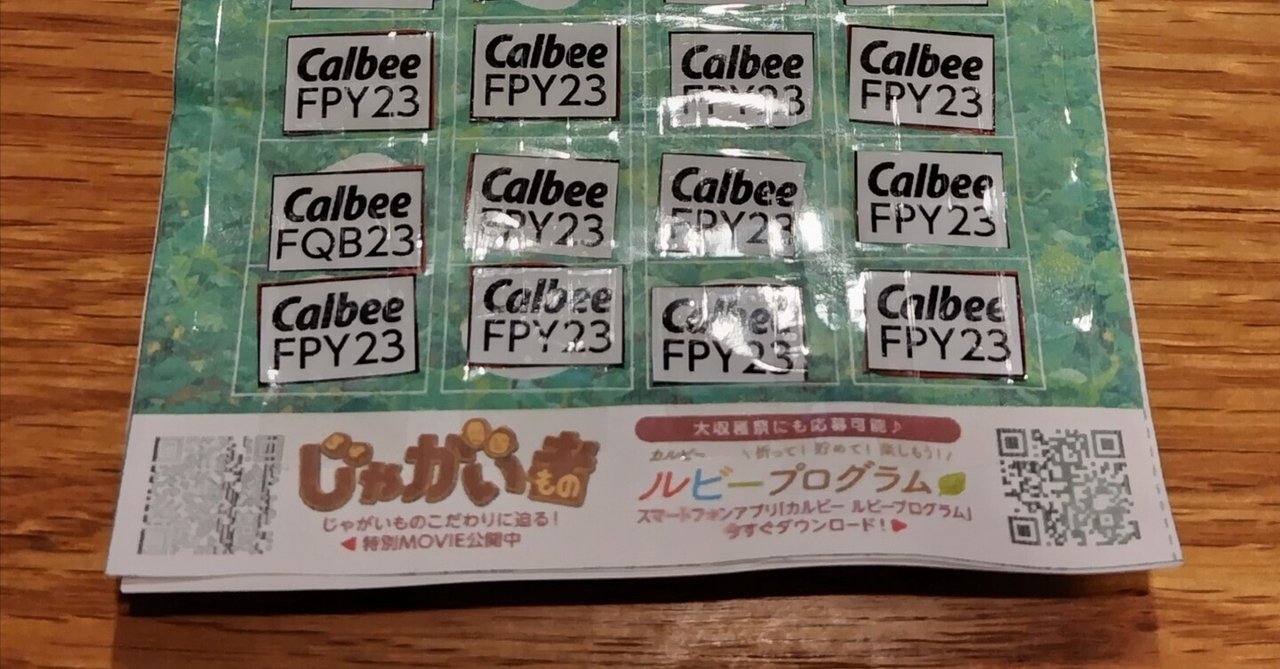 Calbee
FPY23
Calbee
FPY23
Calbee
FPY23
Calbee
FPY23
Calbee
FQB23
Calbee
FPY23
Calbee
FPY23
Calbee
FPY23
Calbee
FPY23
Calbee
FPY23
Calbee
FPY23
Calbee
FPY23
じゃがい者
もの
じゃがいものこだわりに迫る!
◀特別MOVIE公開中
大収穫祭にも応募可能♪
カルビー \折って!貯めて!楽しもう!/
ルビープログラム
スマートフォンアプリ「カルビー ルビープログラム」
今すぐダウンロード!